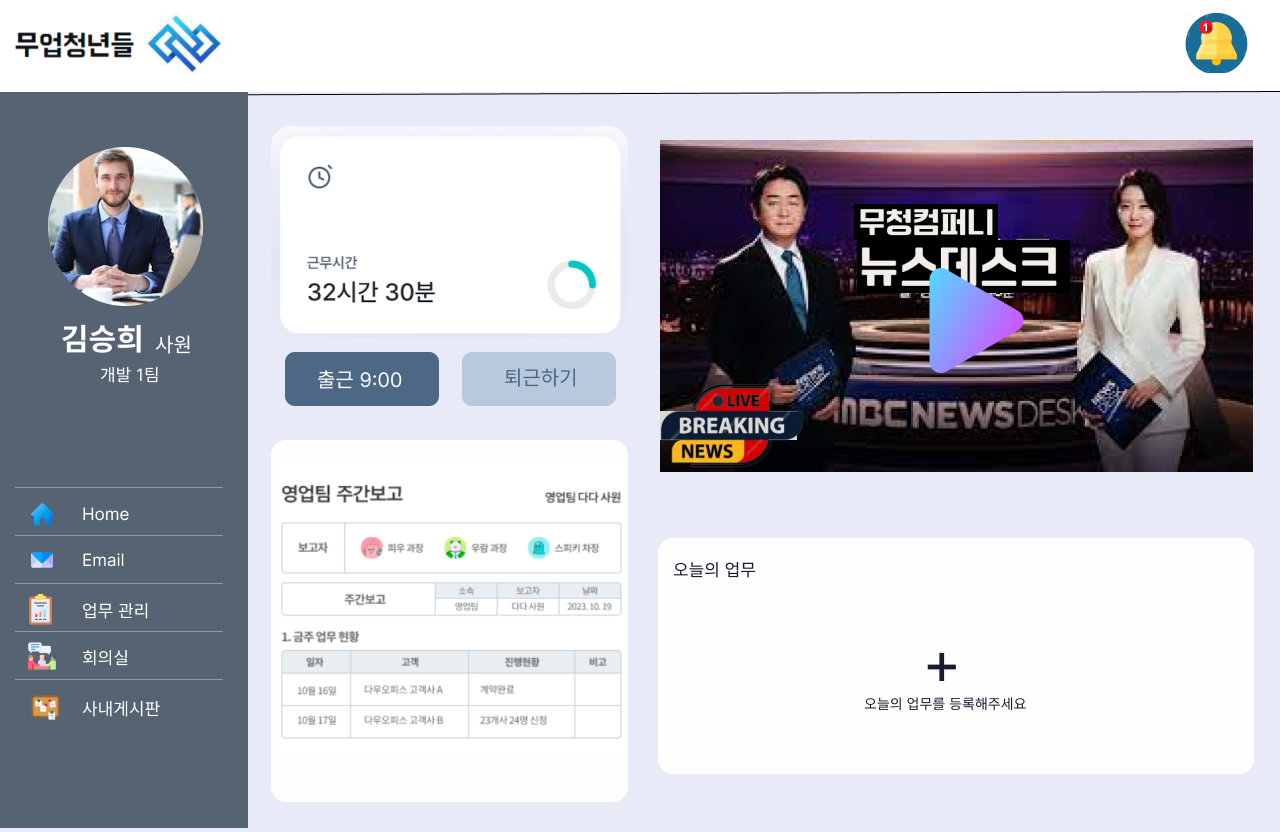 무업청년들
1
김승희 사원
개발 1팀
Home
Email
업무 관리
회의실
사내게시판
근무시간
32시간 30분
출근 9:00
퇴근하기
영업팀 주간보고
영업팀 다다 사원
보고자 피우 과장 우람 과장 스피키 차장
주간보고 소속 보고자 날짜
영업팀 다다 사원 2023. 10. 19
1. 금주 업무 현황
일자 고객 진행현황 비고
10월 16일 다우오피스 고객사 A 계약완료
10월 17일 다우오피스 고객사 B 23개사 24명 신청
무청컴퍼니
뉴스데스크
LIVE
BREAKING
NEWS
MBC NEWS DESK
오늘의 업무
+
오늘의 업무를 등록해주세요